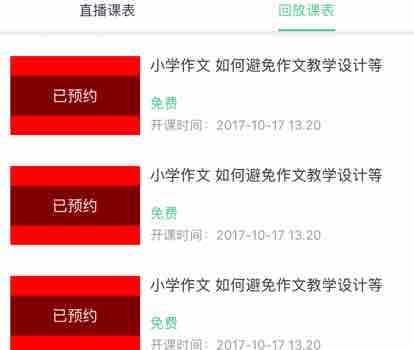 直播课表 回放课表
小学作文 如何避免作文教学设计等
已预约
免费
开课时间：2017-10-17 13.20
小学作文 如何避免作文教学设计等
已预约
免费
开课时间：2017-10-17 13.20
小学作文 如何避免作文教学设计等
已预约
免费
开课时间：2017-10-17 13.20